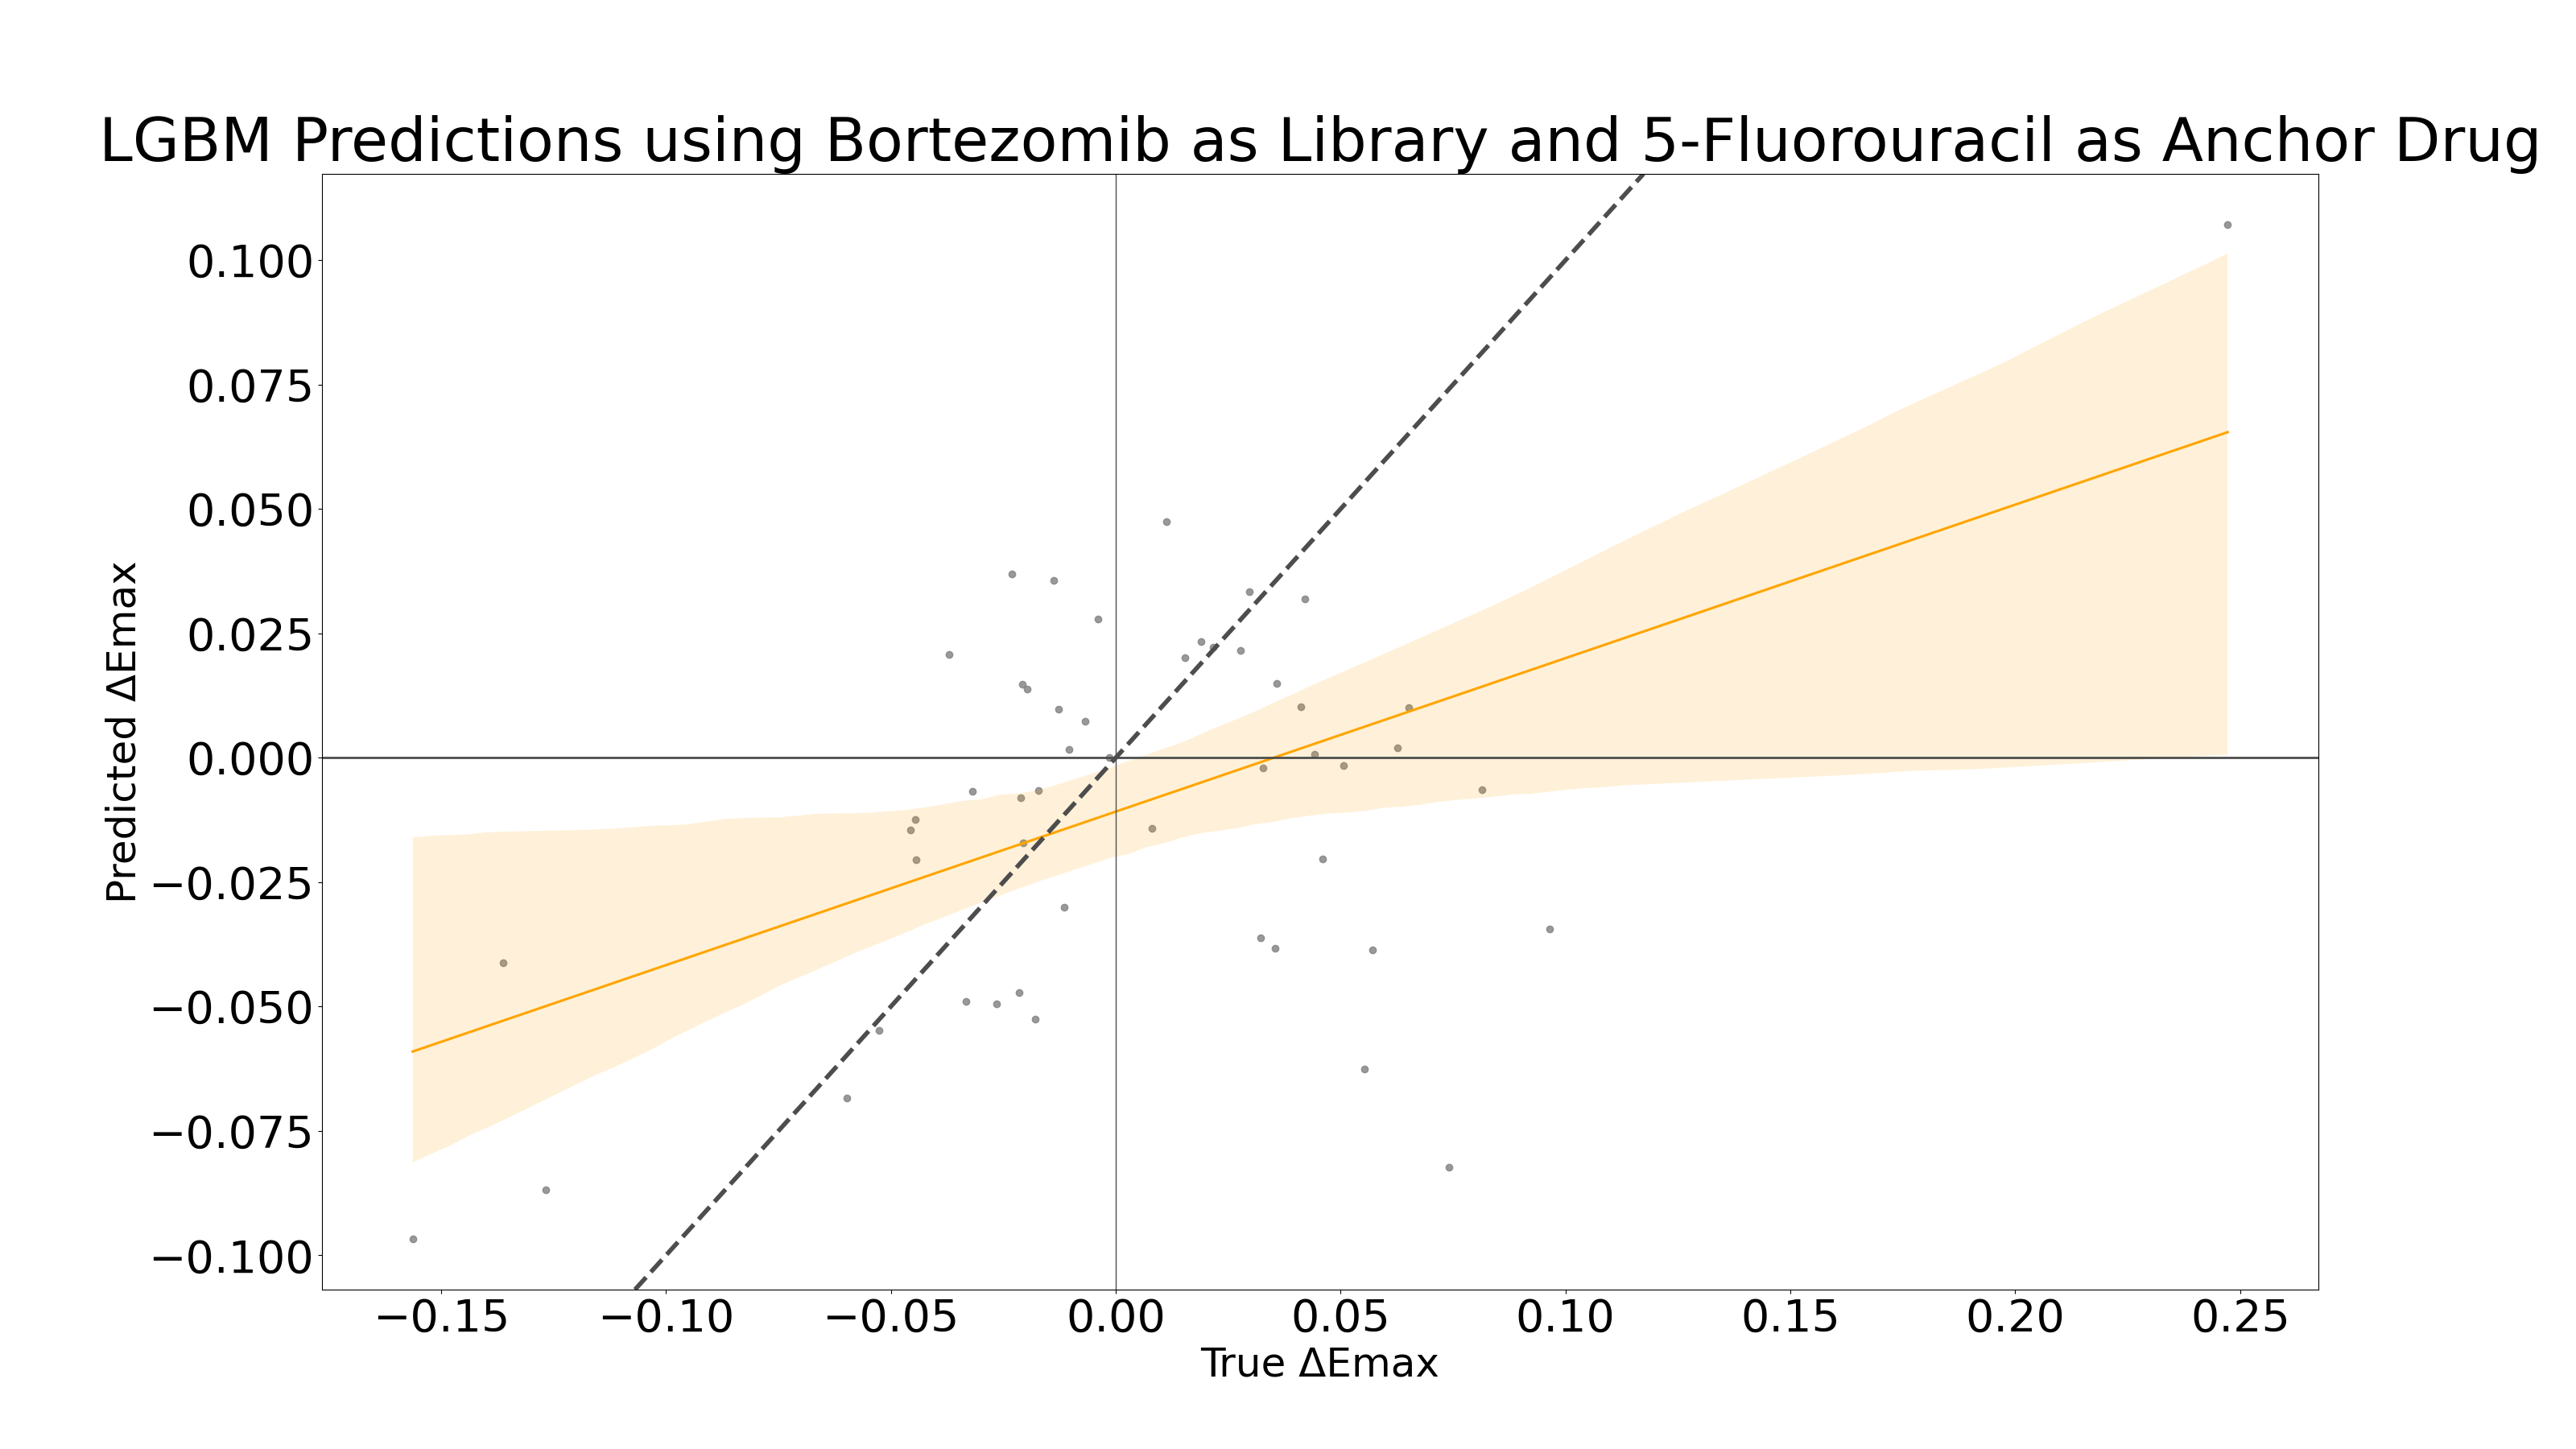 LGBM Predictions using Bortezomib as Library and 5-Fluorouracil as Anchor Drug
0.100
0.075
0.050
0.025
0.000
−0.025
−0.050
−0.075
−0.100
Predicted ΔEmax
−0.15 −0.10 −0.05 0.00 0.05 0.10 0.15 0.20 0.25
True ΔEmax